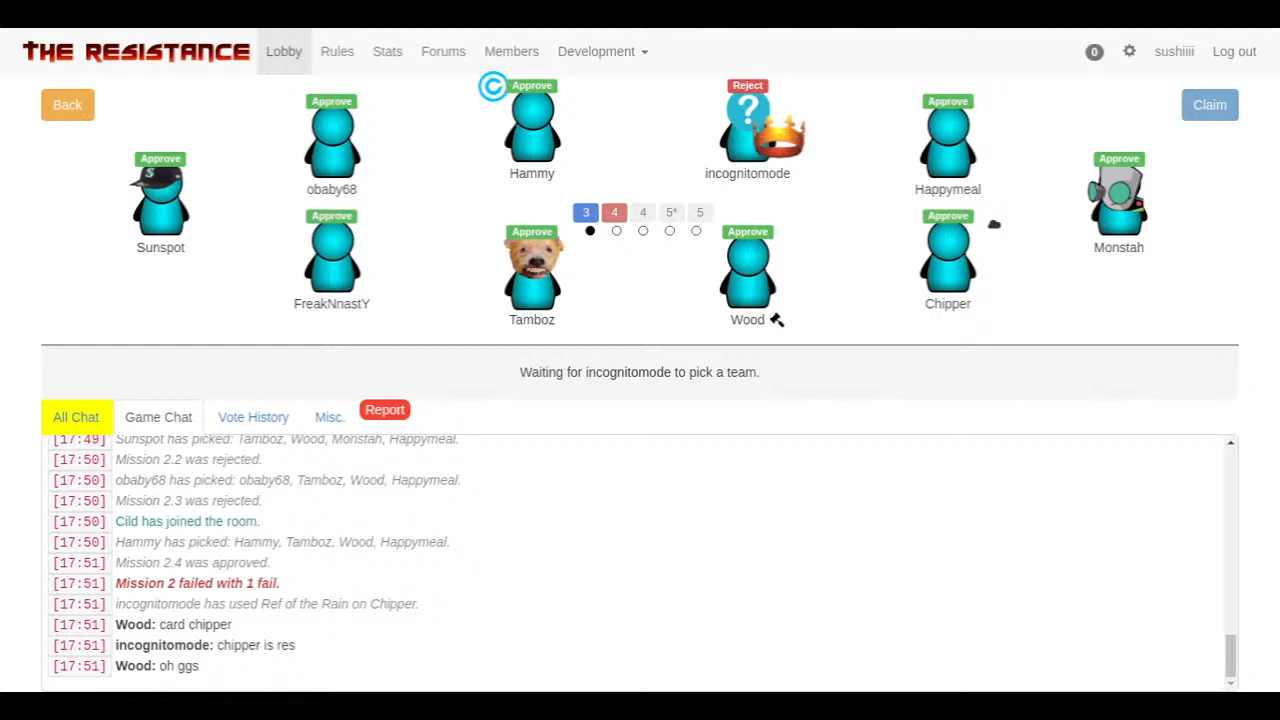 THE RESISTANCE Lobby Rules Stats Forums Members Development 0 sushiiii Log out
Back Claim
Approve Reject
Approve Approve
Approve Approve
? 
Hammy incognitomode
obaby68 Happymeal
3 4 4 5* 5
Approve Approve
Approve Approve
Sunspot Monstah
FreakNnastY Chipper
Tamboz Wood
Waiting for incognitomode to pick a team.
All Chat Game Chat Vote History Misc. Report
[17:49] Sunspot has picked: Tamboz, Wood, Monstah, Happymeal.
[17:50] Mission 2.2 was rejected.
[17:50] obaby68 has picked: obaby68, Tamboz, Wood, Happymeal.
[17:50] Mission 2.3 was rejected.
[17:50] Cild has joined the room.
[17:50] Hammy has picked: Hammy, Tamboz, Wood, Happymeal.
[17:51] Mission 2.4 was approved.
[17:51] Mission 2 failed with 1 fail.
[17:51] incognitomode has used Ref of the Rain on Chipper.
[17:51] Wood: card chipper
[17:51] incognitomode: chipper is res
[17:51] Wood: oh ggs